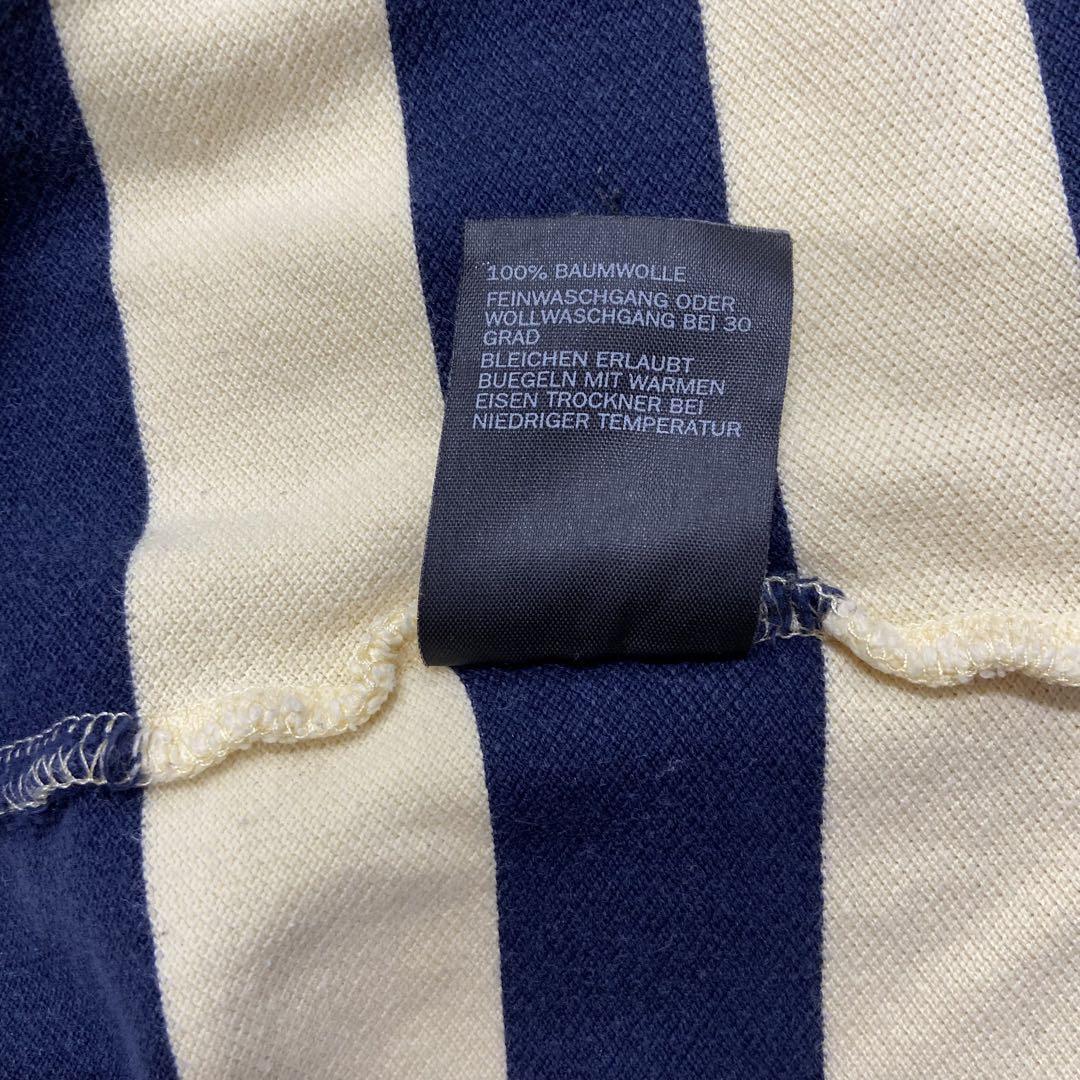 100% BAUMWOLLE
FEINWASCHGANG ODER
WOLLWASCHGANG BEI 30
GRAD
BLEICHEN ERLAUBT
BUEGELN MIT WARMEN
EISEN TROCKNER BEI
NIEDRIGER TEMPERATUR